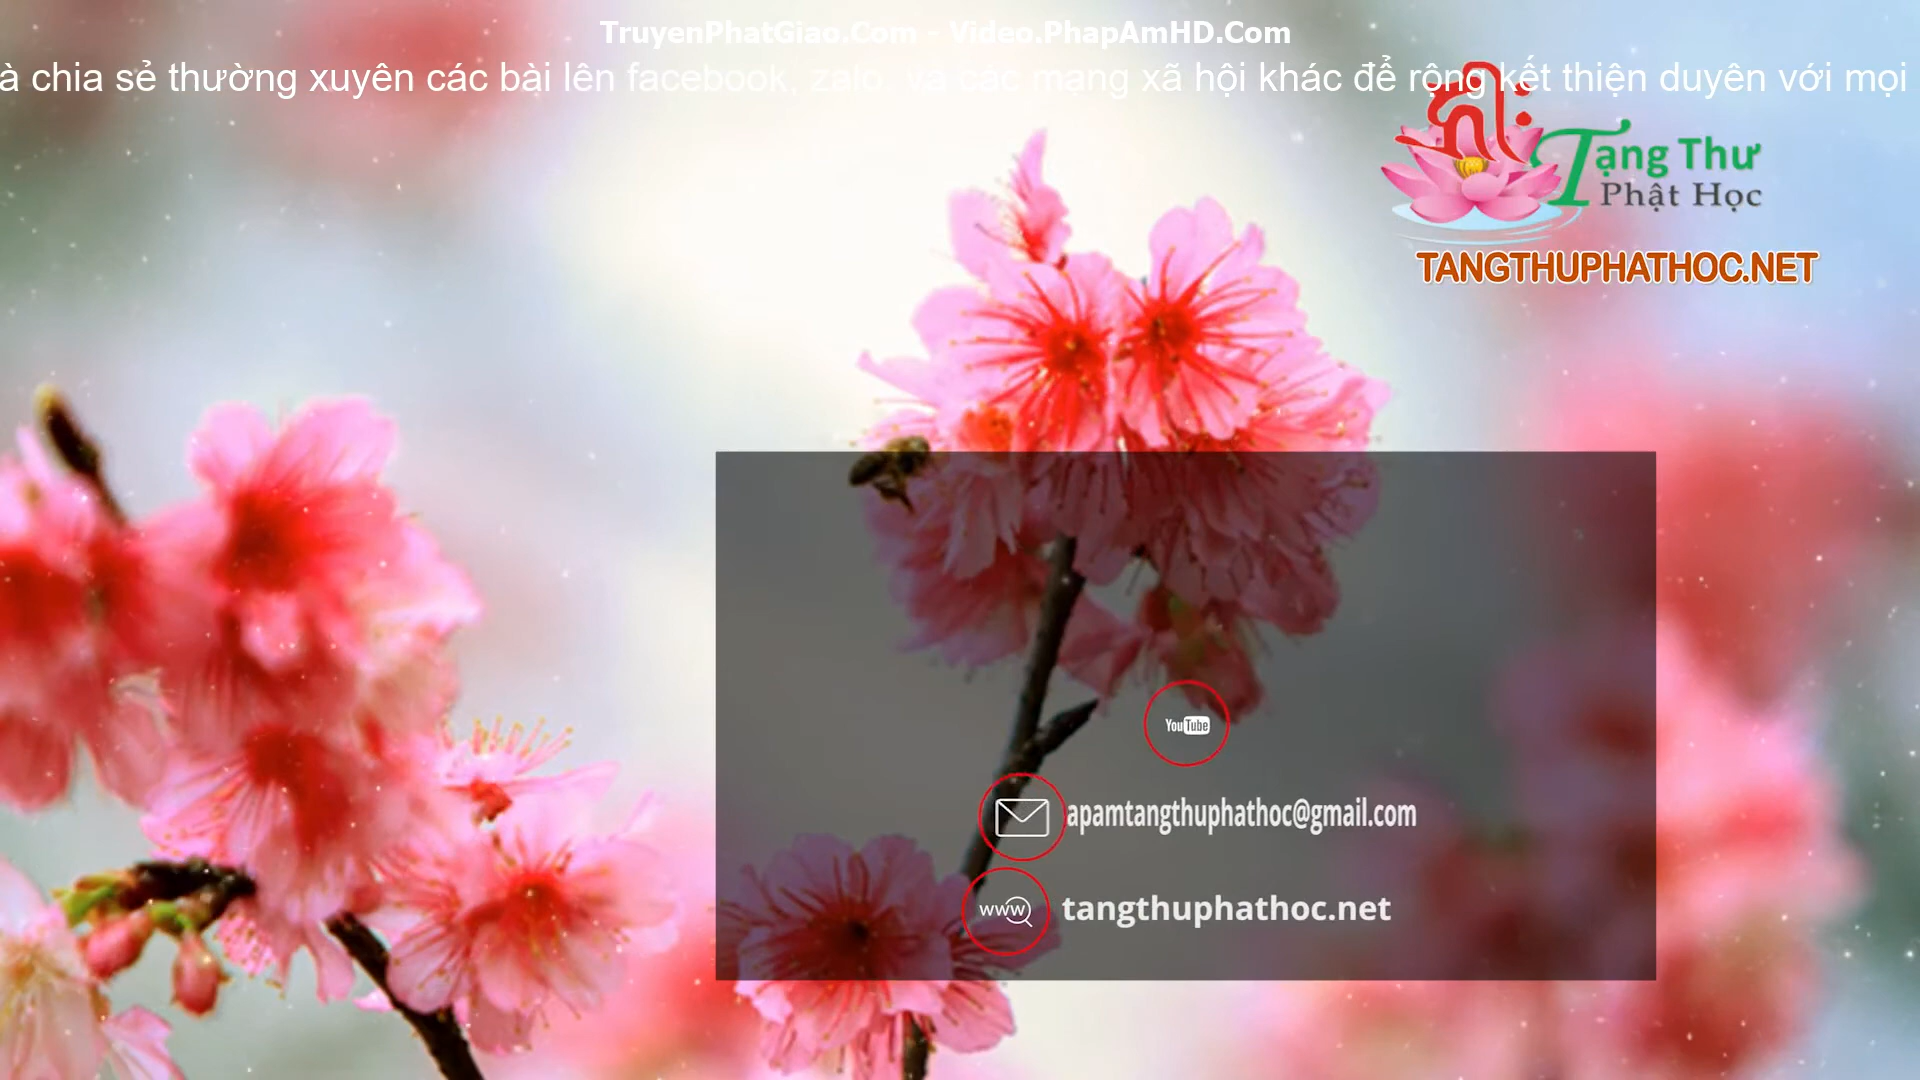 TruyenPhatGiao.Com - Video.PhapAmHD.Com
à chia sẻ thường xuyên các bài lên facebook, zalo, và các mạng xã hội khác để rộng kết thiện duyên với mọi
Tạng Thư
Phật Học
TANGTHUPHATHOC.NET
YouTube
apamtangthuphathoc@gmail.com
www
tangthuphathoc.net